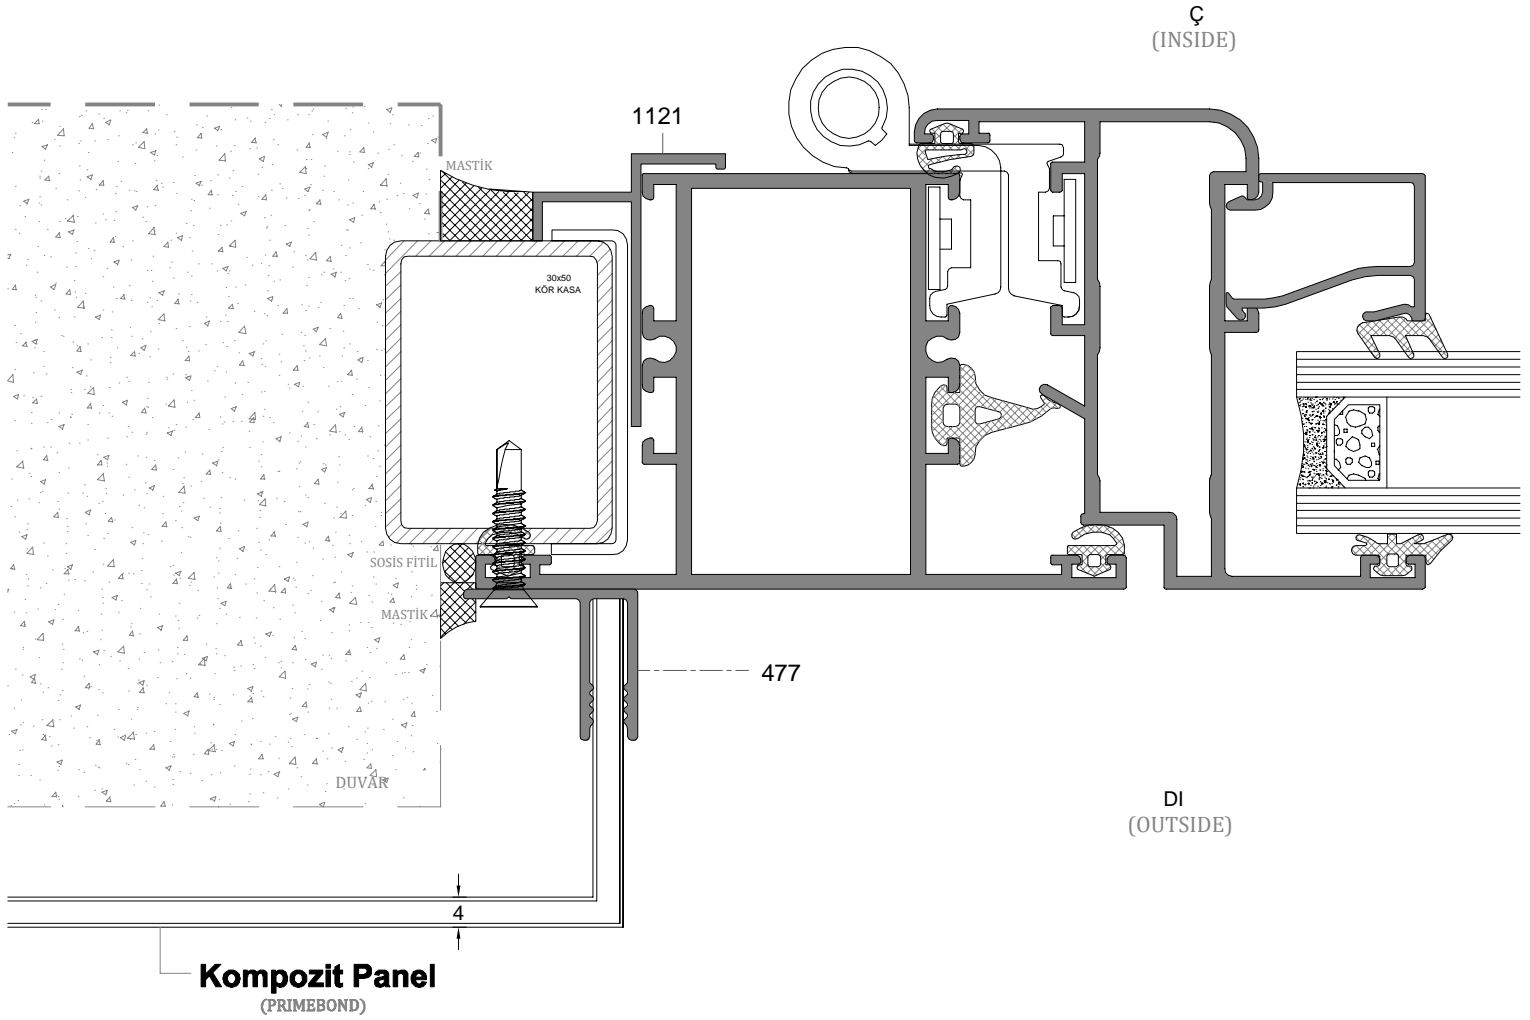 Ç
(INSIDE)
1121
MASTİK
30x50
KÖR KASA
SOSİS FİTİL
MASTİK
477
DUVAR
DI
(OUTSIDE)
4
Kompozit Panel
(PRIMEBOND)